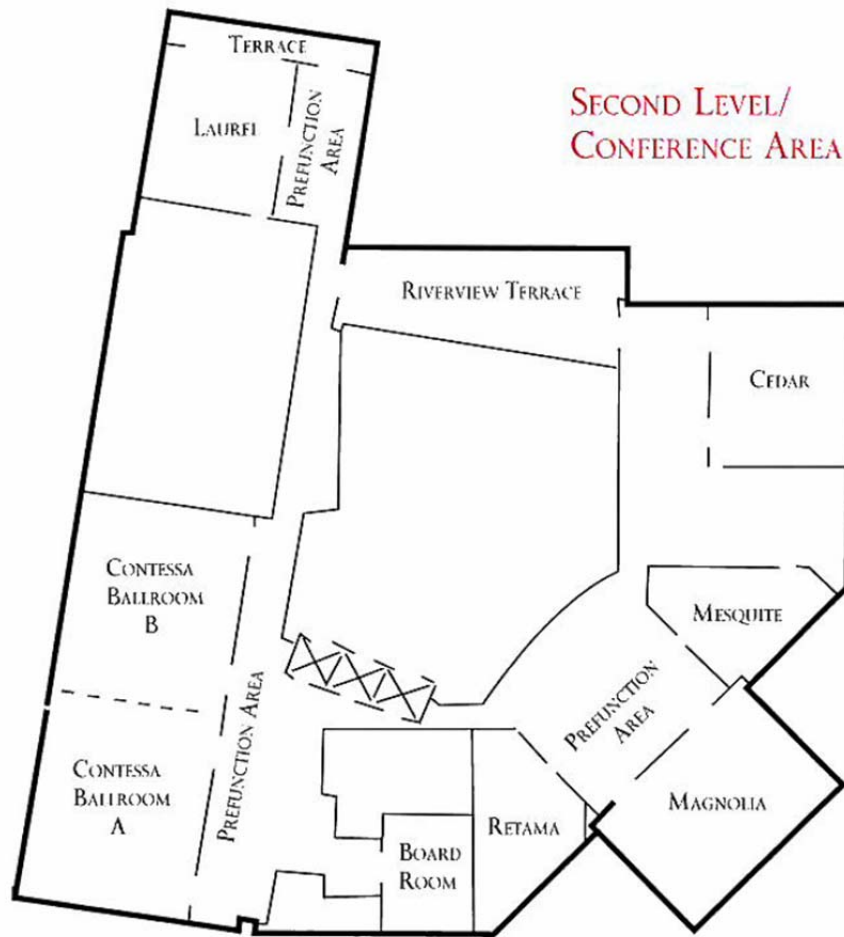 TERRACE
LAUREL
PREFUNCTION
AREA
SECOND LEVEL/
CONFERENCE AREA
RIVERVIEW TERRACE
CEDAR
CONTESSA
BALLROOM
B
MESQUITE
PREFUNCTION AREA
PREFUNCTION
AREA
CONTESSA
BALLROOM
A
MAGNOLIA
RETAMA
BOARD
ROOM